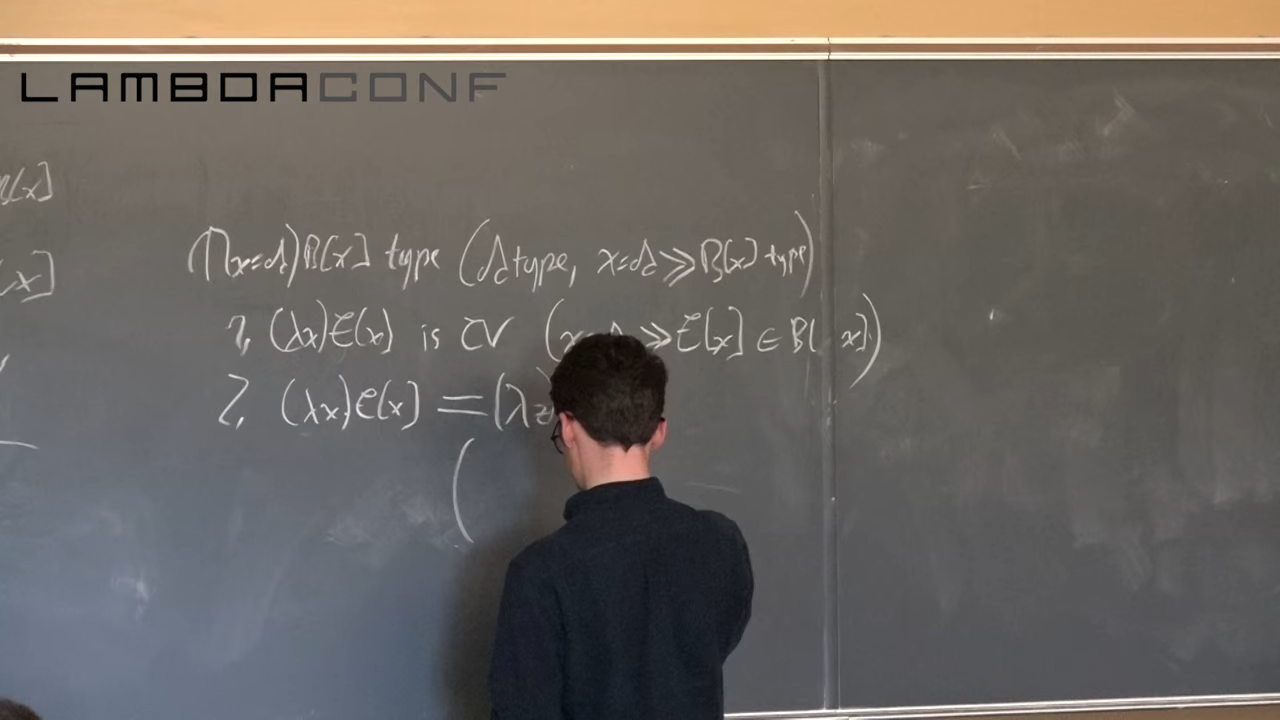 LAMBDACONF
(Πx=A)B[x] type (A type, x=A ≫ B[x] type)
1. (λx)E[x] is CV (x=A ≫ E[x] ∈ B[x])
2. (λx)E[x] = (λz)
(